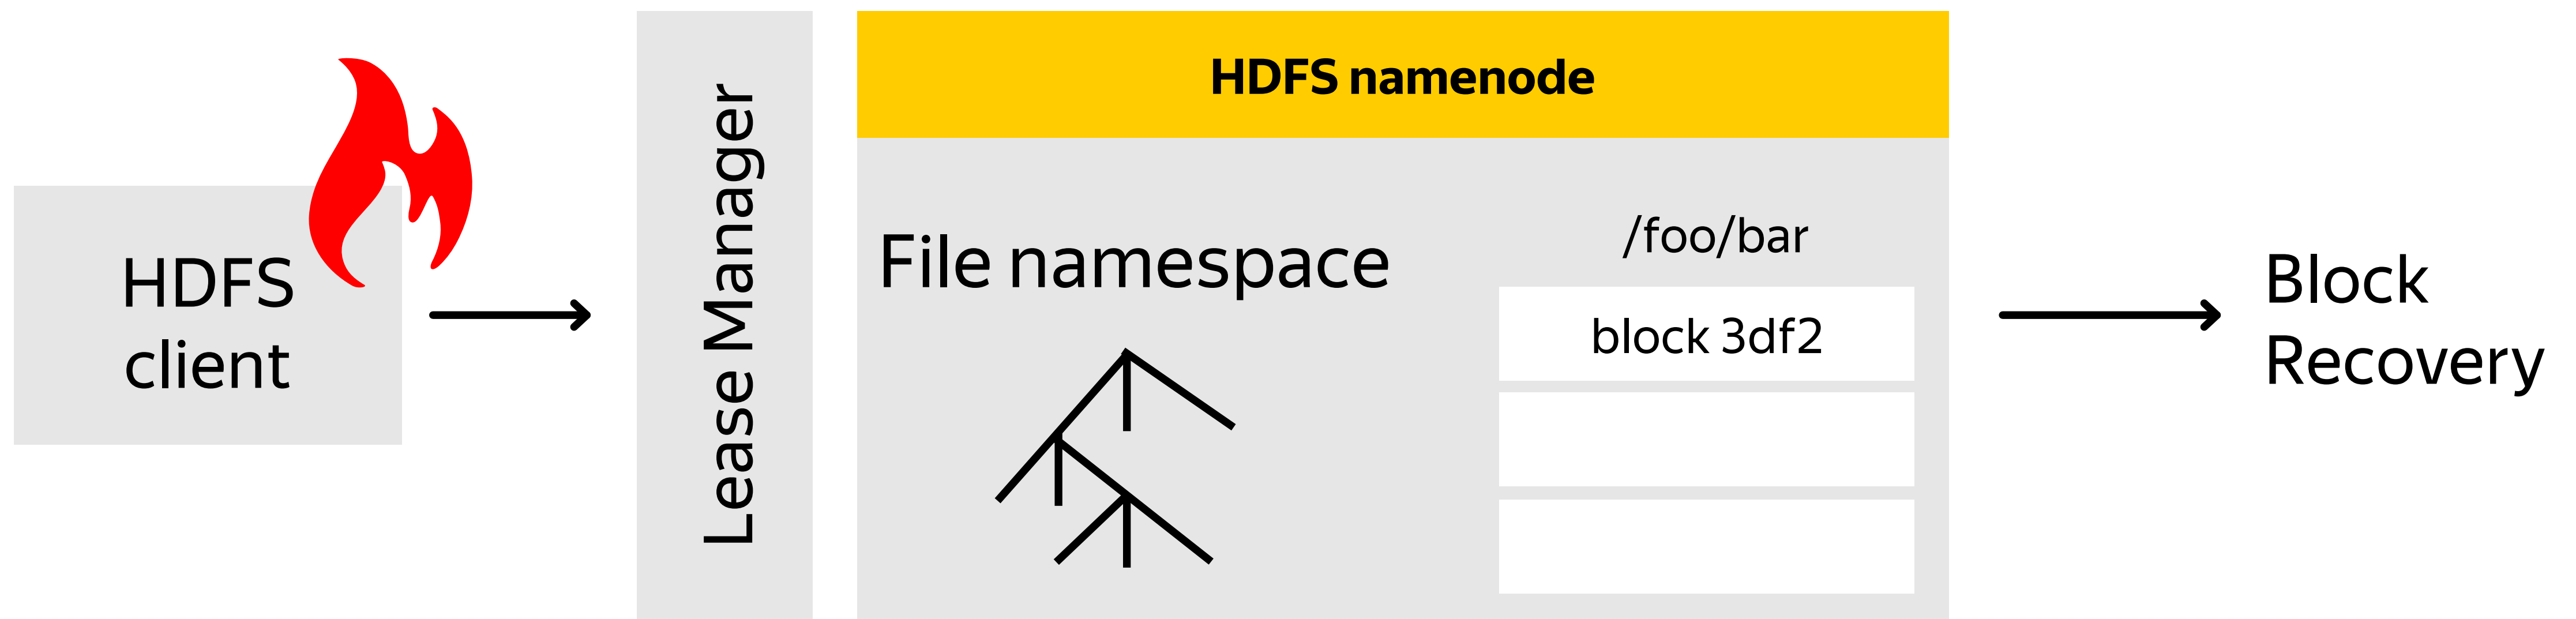 HDFS
client
Lease Manager
HDFS namenode
File namespace
/foo/bar
block 3df2
Block
Recovery